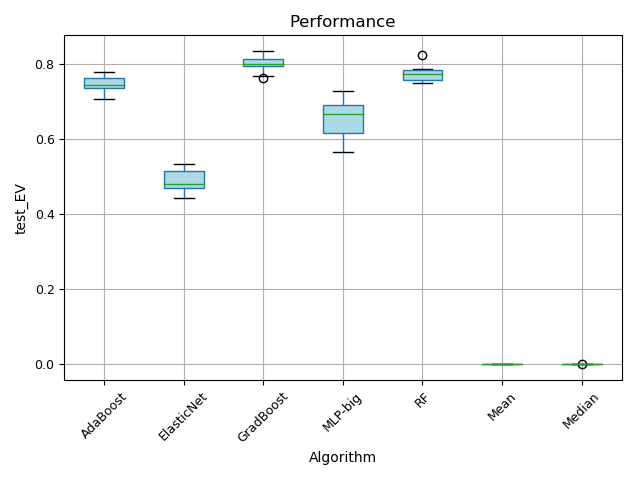 Performance
test_EV
0.8
0.6
0.4
0.2
0.0
AdaBoost
ElasticNet
GradBoost
MLP-big
RF
Mean
Median
Algorithm